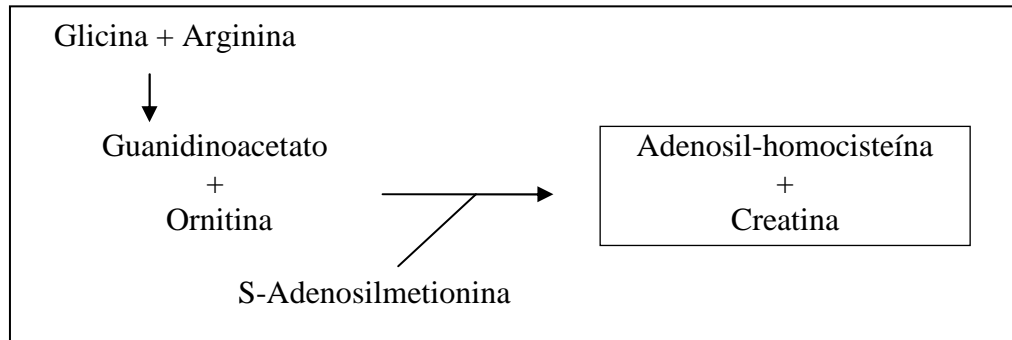 Glicina + Arginina
Guanidinoacetato
+
Ornitina
S-Adenosilmetionina
Adenosil-homocisteína
+
Creatina